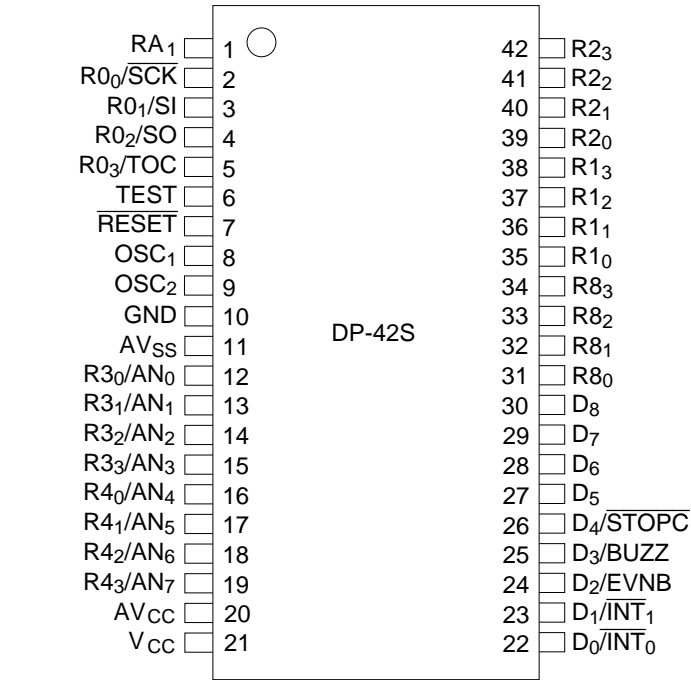 RA₁ 1 42 R2₃
R0₀/S̅C̅K̅ 2 41 R2₂
R0₁/SI 3 40 R2₁
R0₂/SO 4 39 R2₀
R0₃/TOC 5 38 R1₃
TEST 6 37 R1₂
R̅E̅S̅E̅T̅ 7 36 R1₁
OSC₁ 8 35 R1₀
OSC₂ 9 34 R8₃
GND 10 33 R8₂
DP-42S
AVSS 11 32 R8₁
R3₀/AN₀ 12 31 R8₀
R3₁/AN₁ 13 30 D₈
R3₂/AN₂ 14 29 D₇
R3₃/AN₃ 15 28 D₆
R4₀/AN₄ 16 27 D₅
R4₁/AN₅ 17 26 D₄/S̅T̅O̅P̅C̅
R4₂/AN₆ 18 25 D₃/BUZZ
R4₃/AN₇ 19 24 D₂/EVNB
AVCC 20 23 D₁/I̅N̅T̅₁
VCC 21 22 D₀/I̅N̅T̅₀